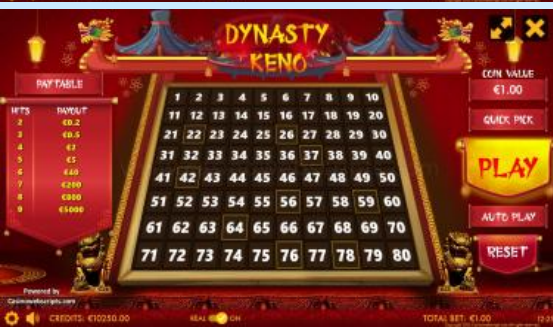 DYNASTY
KENO
PAYTABLE
HITS PAYOUT
2 €0.2
3 €0.5
4 €2
5 €5
6 €40
7 €200
8 €800
9 €5000
1 2 3 4 5 6 7 8 9 10
11 12 13 14 15 16 17 18 19 20
21 22 23 24 25 26 27 28 29 30
31 32 33 34 35 36 37 38 39 40
41 42 43 44 45 46 47 48 49 50
51 52 53 54 55 56 57 58 59 60
61 62 63 64 65 66 67 68 69 70
71 72 73 74 75 76 77 78 79 80
COIN VALUE
€1.00
QUICK PICK
PLAY
AUTO PLAY
RESET
Powered by
Casinowebscripts.com
CREDITS: €10250.00 REAL ON TOTAL BET: €1.00